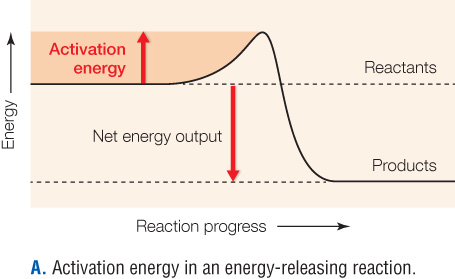 Activation
energy
Reactants
Energy
Net energy output
Products
Reaction progress
A. Activation energy in an energy-releasing reaction.